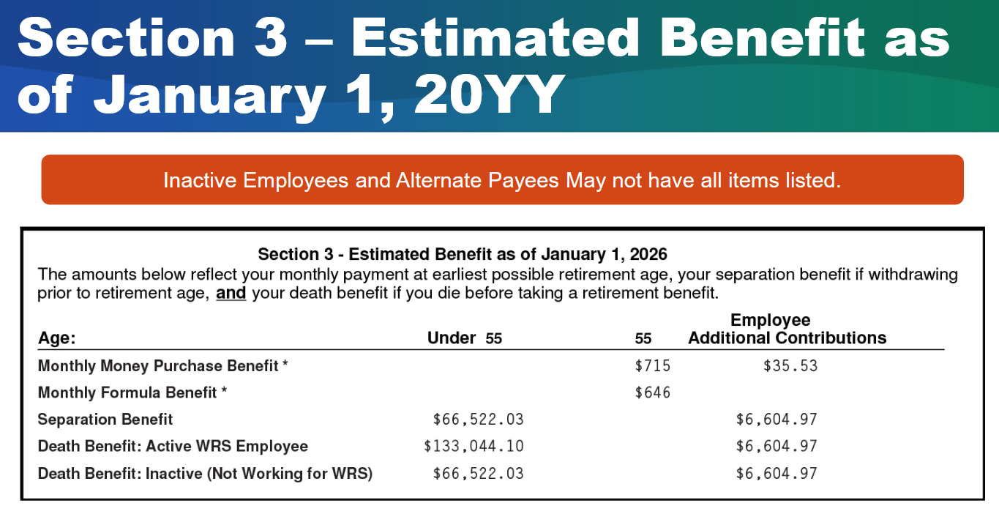 Section 3 – Estimated Benefit as
of January 1, 20YY
Inactive Employees and Alternate Payees May not have all items listed.
Section 3 - Estimated Benefit as of January 1, 2026
The amounts below reflect your monthly payment at earliest possible retirement age, your separation benefit if withdrawing
prior to retirement age, and your death benefit if you die before taking a retirement benefit.
Employee
Age: Under 55 55 Additional Contributions
Monthly Money Purchase Benefit * $715 $35.53
Monthly Formula Benefit * $646
Separation Benefit $66,522.03 $6,604.97
Death Benefit: Active WRS Employee $133,044.10 $6,604.97
Death Benefit: Inactive (Not Working for WRS) $66,522.03 $6,604.97